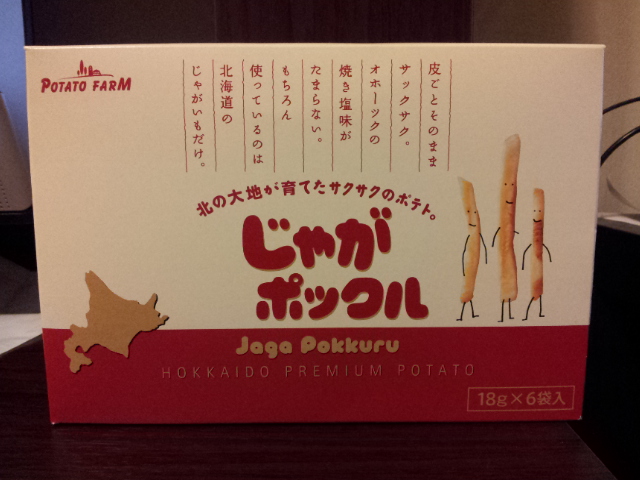 POTATO FARM
皮ごとそのまま
サックサク。
オホーツクの
焼き塩味が
たまらない。
もちろん
使っているのは
北海道の
じゃがいもだけ。
北の大地が育てたサクサクのポテト。
じゃが
ポックル
Jaga Pokkuru
HOKKAIDO PREMIUM POTATO
18g×6袋入